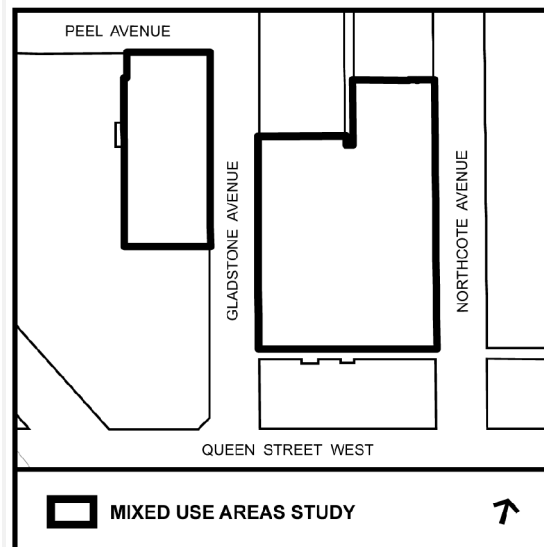 PEEL AVENUE
GLADSTONE AVENUE
NORTHCOTE AVENUE
QUEEN STREET WEST
MIXED USE AREAS STUDY